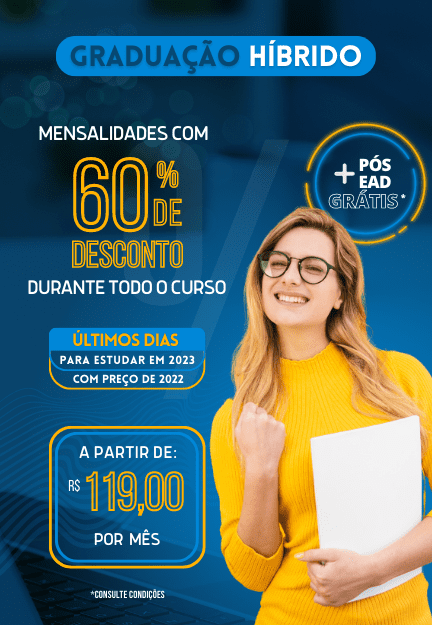 GRADUAÇÃO HÍBRIDO
MENSALIDADES COM
60% DE
DESCONTO
DURANTE TODO O CURSO
+ PÓS
EAD
GRÁTIS*
ÚLTIMOS DIAS
PARA ESTUDAR EM 2023
COM PREÇO DE 2022
A PARTIR DE:
R$ 119,00
POR MÊS
*CONSULTE CONDIÇÕES